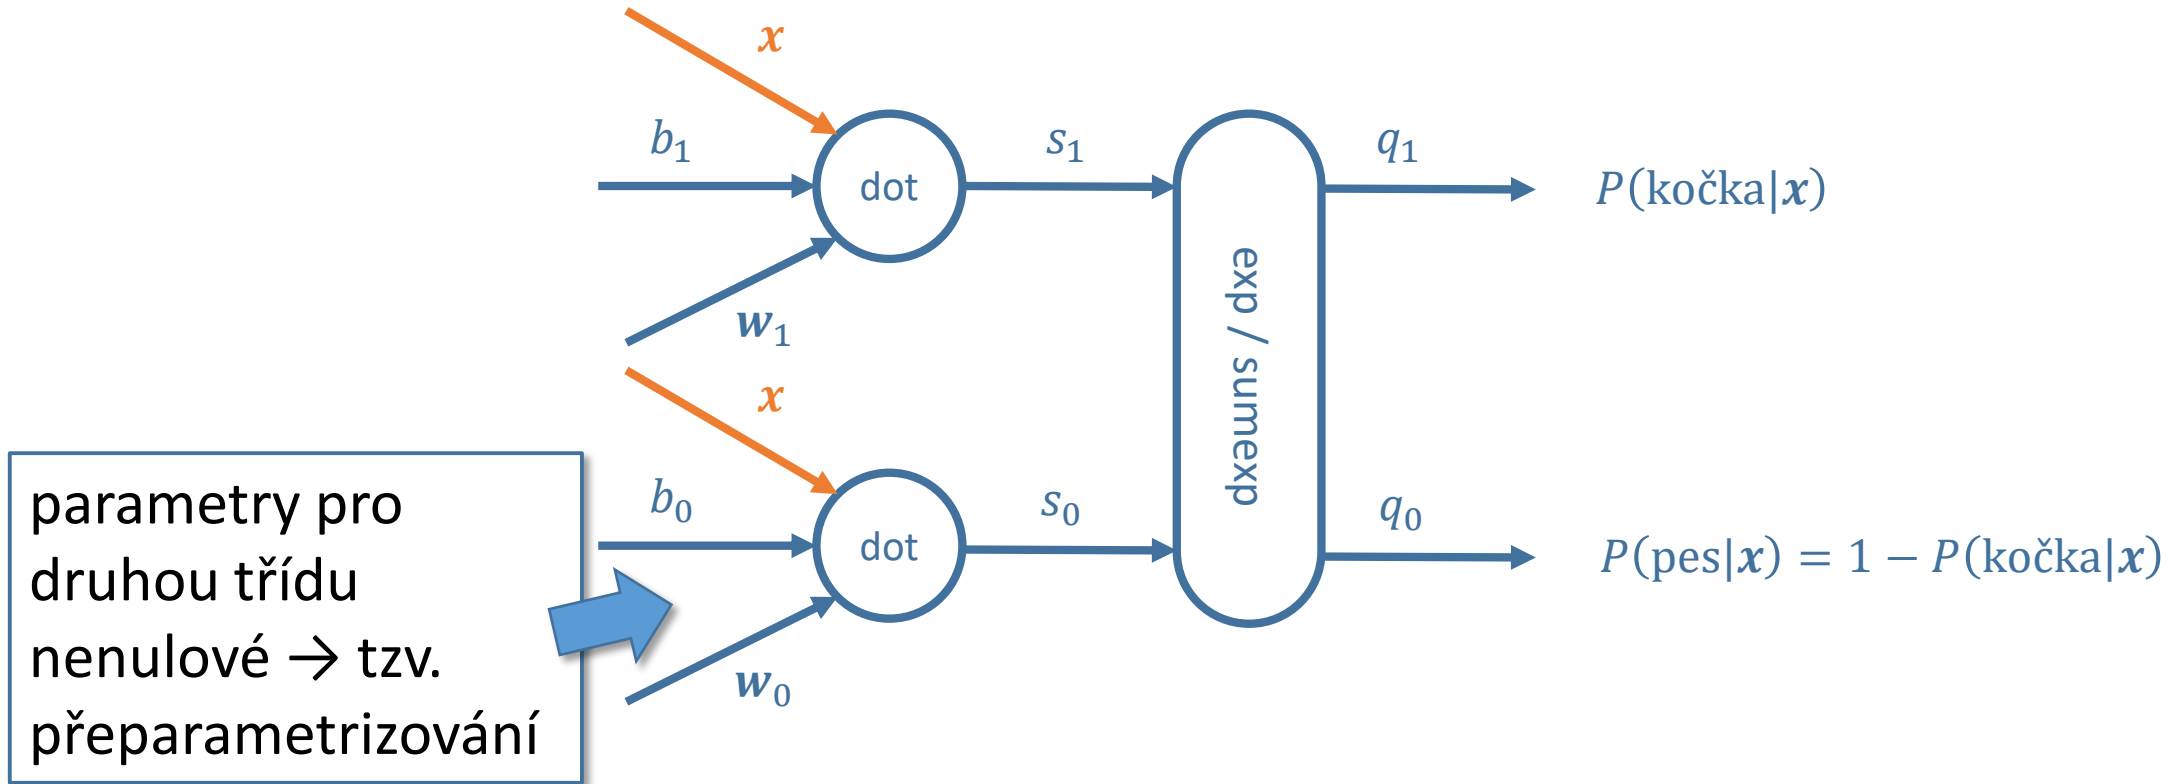 x
b₁
dot
s₁
q₁
P(kočka|x)
w₁
exp / sumexp
x
b₀
dot
s₀
q₀
P(pes|x) = 1 − P(kočka|x)
w₀
parametry pro
druhou třídu
nenulové → tzv.
přeparametrizování